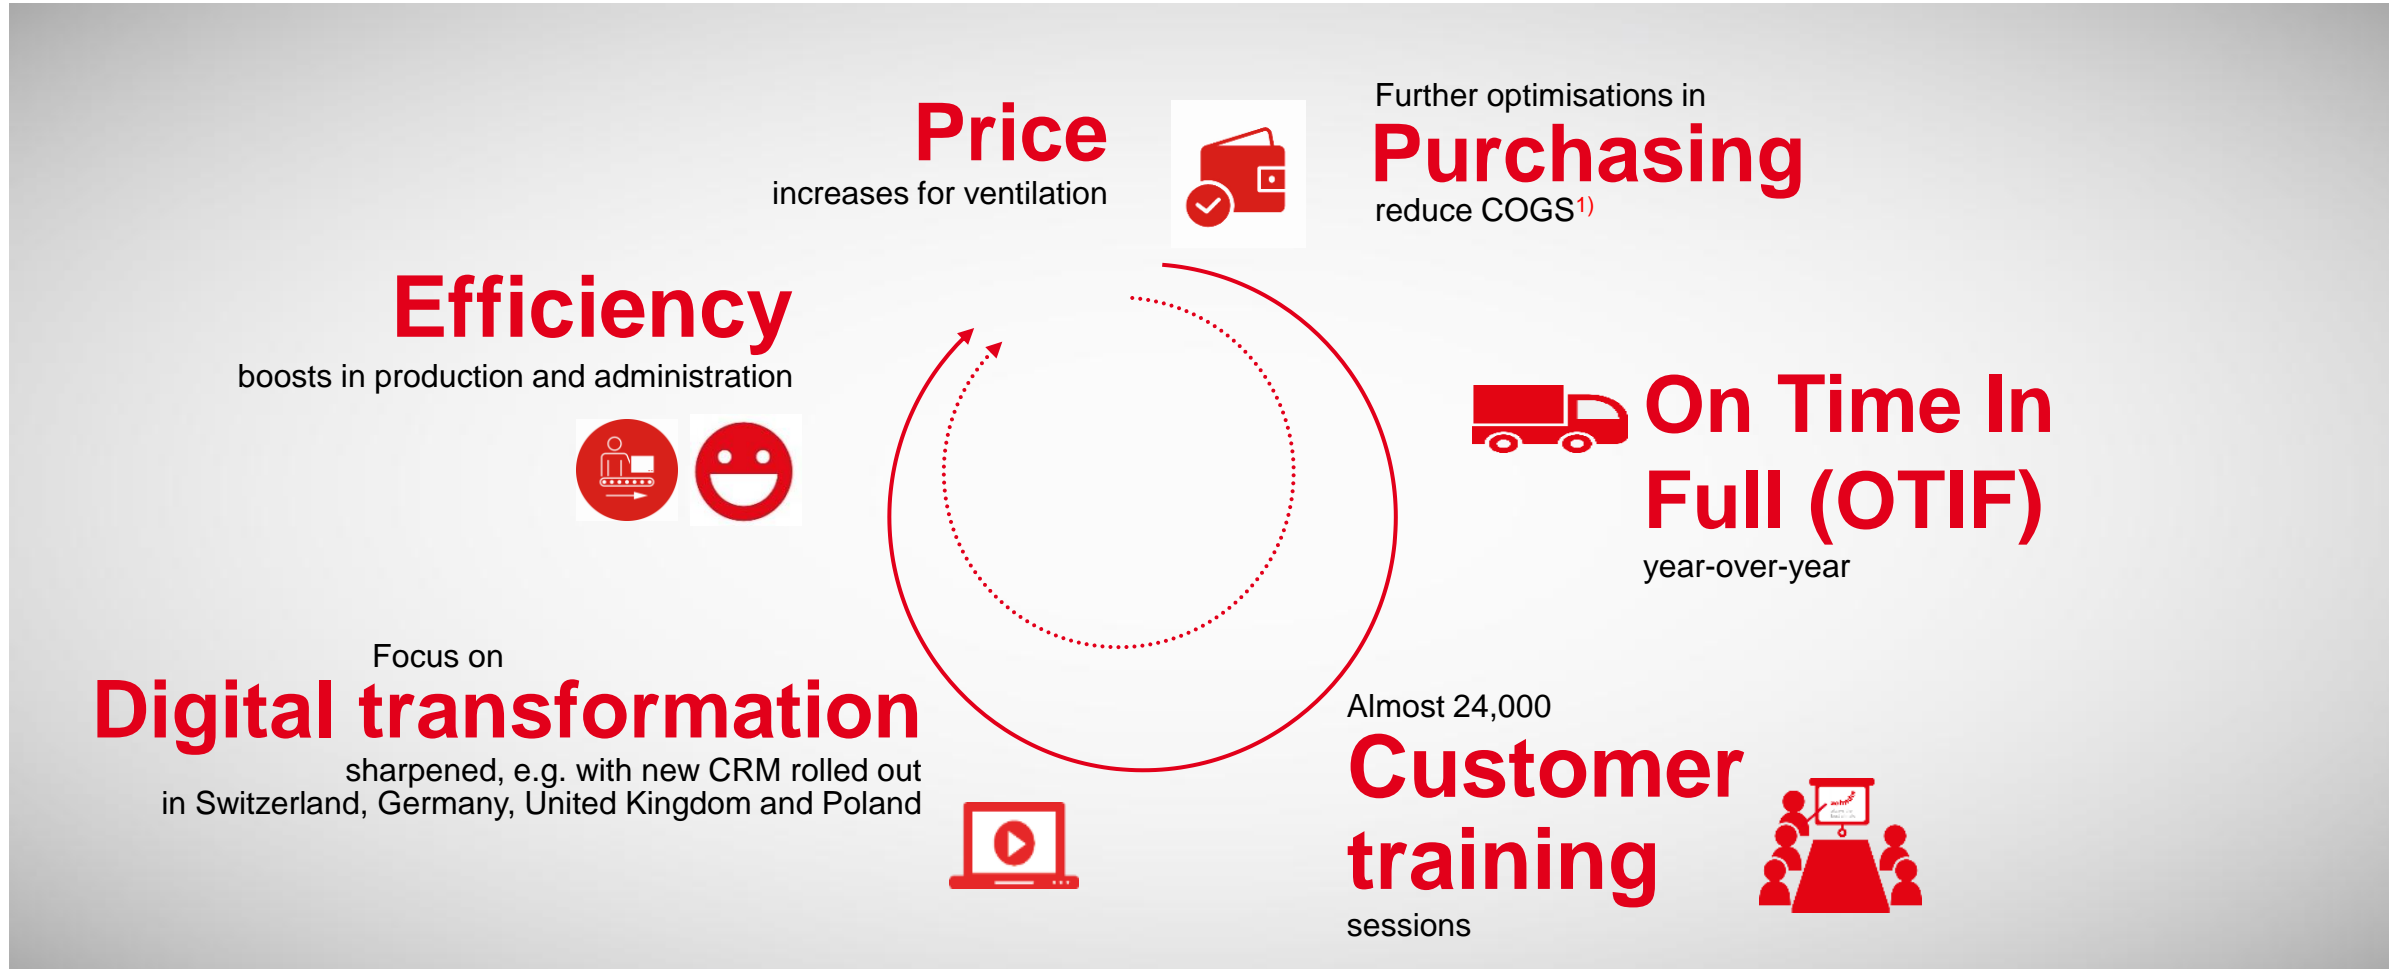 Price
increases for ventilation
Further optimisations in
Purchasing
reduce COGS1)
Efficiency
boosts in production and administration
On Time In
Full (OTIF)
year-over-year
Focus on
Digital transformation
sharpened, e.g. with new CRM rolled out
in Switzerland, Germany, United Kingdom and Poland
Almost 24,000
Customer
training
sessions